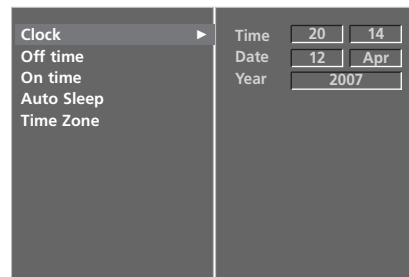 Clock ►
Off time
On time
Auto Sleep
Time Zone
Time 20 14
Date 12 Apr
Year 2007